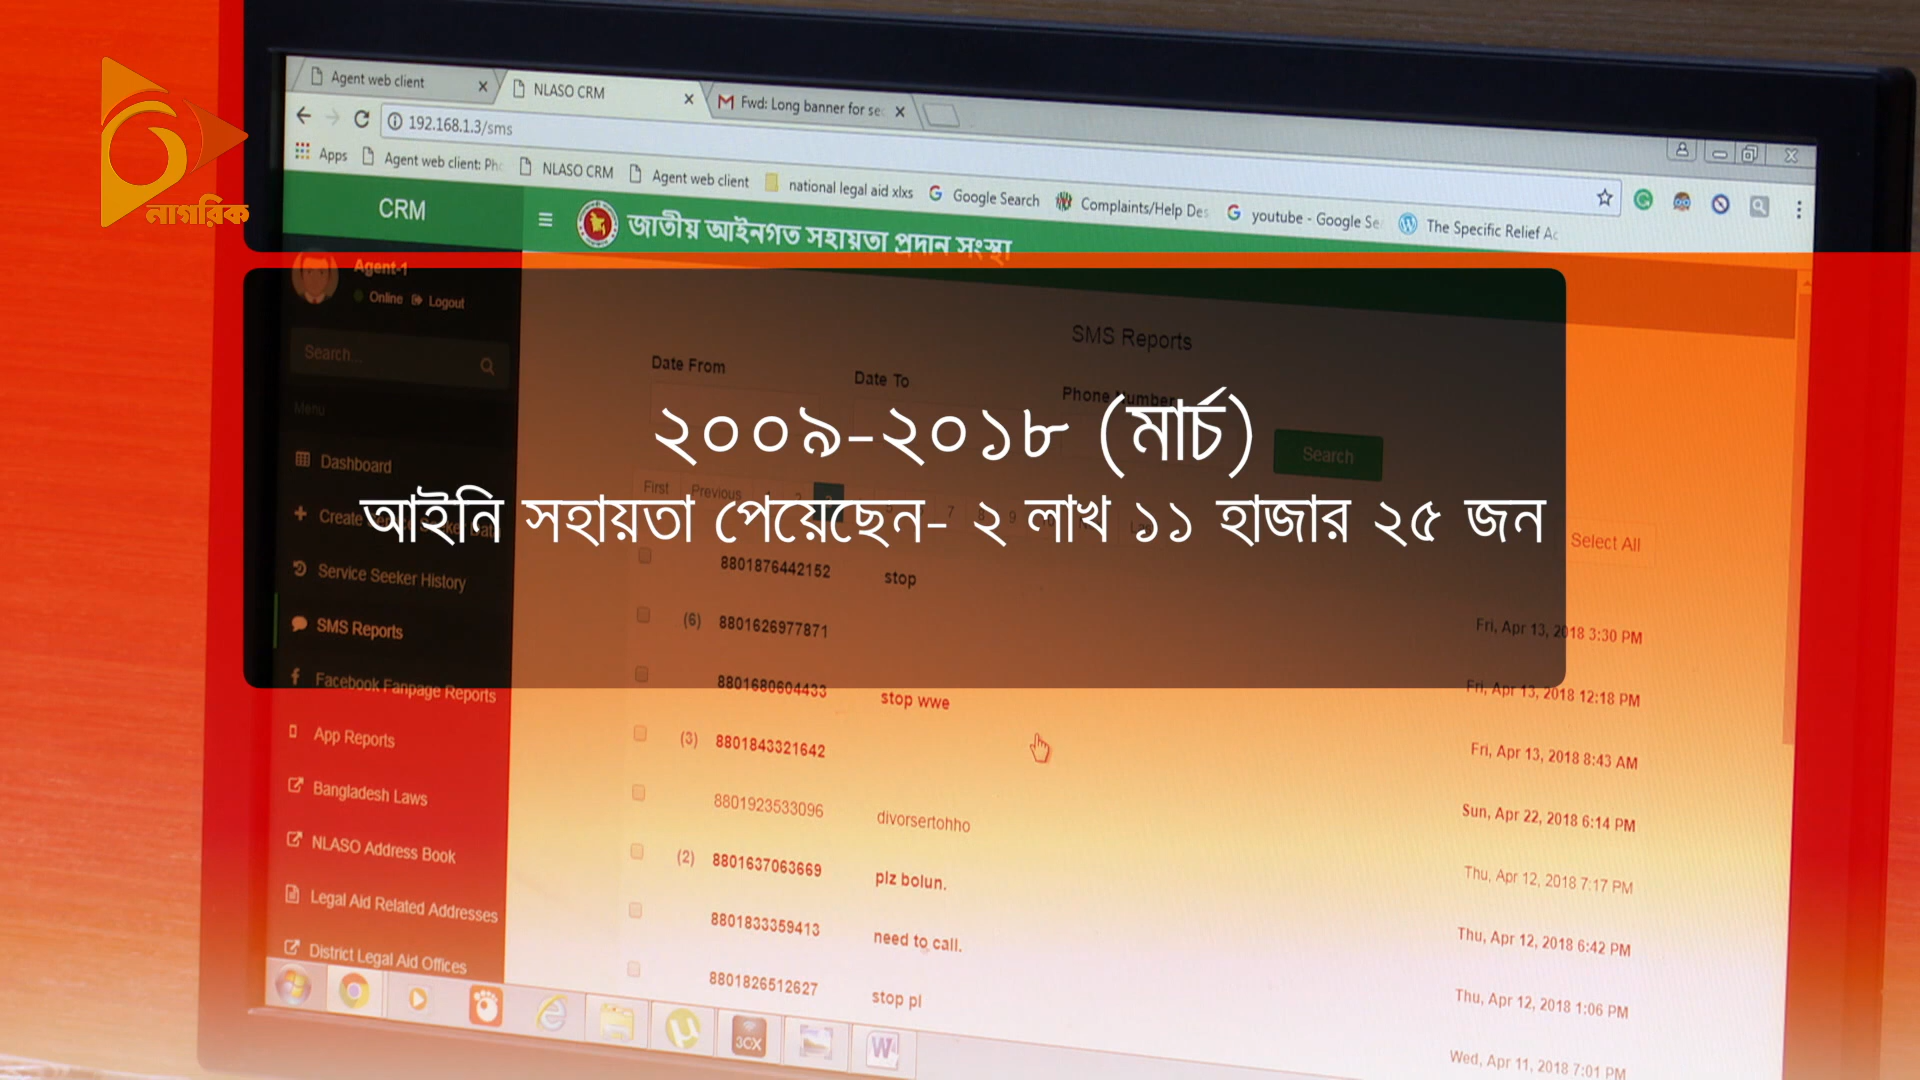 Agent web client
NLASO CRM
Fwd: Long banner for se
192.168.1.3/sms
Apps
Agent web client: Ph
NLASO CRM
Agent web client
national legal aid xlxs
Google Search
Complaints/Help Des
youtube - Google Se
The Specific Relief Ac
নাগরিক
CRM
জাতীয় আইনগত সহায়তা প্রদান সংস্থা
Agent-1
Online Logout
Search...
Menu
Dashboard
Service Seeker History
SMS Reports
Facebook Fanpage Reports
App Reports
Bangladesh Laws
NLASO Address Book
Legal Aid Related Addresses
District Legal Aid Offices
SMS Reports
Date From
Date To
Phone Number
Search
First Previous
২০০৯-২০১৮ (মার্চ)
আইনি সহায়তা পেয়েছেন- ২ লাখ ১১ হাজার ২৫ জন
Select All
8801876442152 stop
(6) 8801626977871 Fri, Apr 13, 2018 3:30 PM
8801680604433 stop wwe Fri, Apr 13, 2018 12:18 PM
(3) 8801843321642 Fri, Apr 13, 2018 8:43 AM
8801923533096 divorsertohho Sun, Apr 22, 2018 6:14 PM
(2) 8801637063669 plz bolun. Thu, Apr 12, 2018 7:17 PM
8801833359413 need to call. Thu, Apr 12, 2018 6:42 PM
8801826512627 stop pl Thu, Apr 12, 2018 1:06 PM
Wed, Apr 11, 2018 7:01 PM
3CX